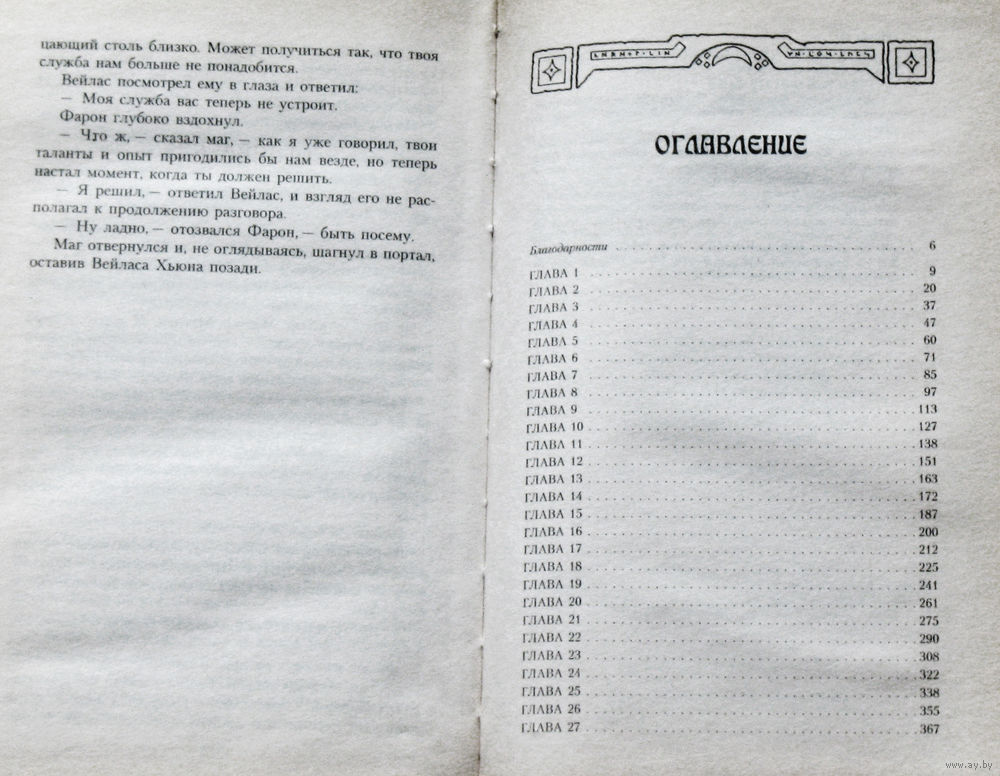 цающий столь близко. Может получиться так, что твоя
служба нам больше не понадобится.
Вейлас посмотрел ему в глаза и ответил:
— Моя служба вас теперь не устроит.
Фарон глубоко вздохнул.
— Что ж, — сказал маг, — как я уже говорил, твои
таланты и опыт пригодились бы нам везде, но теперь
настал момент, когда ты должен решить.
— Я решил, — ответил Вейлас, и взгляд его не рас-
полагал к продолжению разговора.
— Ну ладно, — отозвался Фарон, — быть посему.
Маг отвернулся и, не оглядываясь, шагнул в портал,
оставив Вейласа Хьюна позади.
ОГЛАВЛЕНИЕ
Благодарности 6
ГЛАВА 1 9
ГЛАВА 2 20
ГЛАВА 3 37
ГЛАВА 4 47
ГЛАВА 5 60
ГЛАВА 6 71
ГЛАВА 7 85
ГЛАВА 8 97
ГЛАВА 9 113
ГЛАВА 10 127
ГЛАВА 11 138
ГЛАВА 12 151
ГЛАВА 13 163
ГЛАВА 14 172
ГЛАВА 15 187
ГЛАВА 16 200
ГЛАВА 17 212
ГЛАВА 18 225
ГЛАВА 19 241
ГЛАВА 20 261
ГЛАВА 21 275
ГЛАВА 22 290
ГЛАВА 23 308
ГЛАВА 24 322
ГЛАВА 25 338
ГЛАВА 26 355
ГЛАВА 27 367
www.ay.by